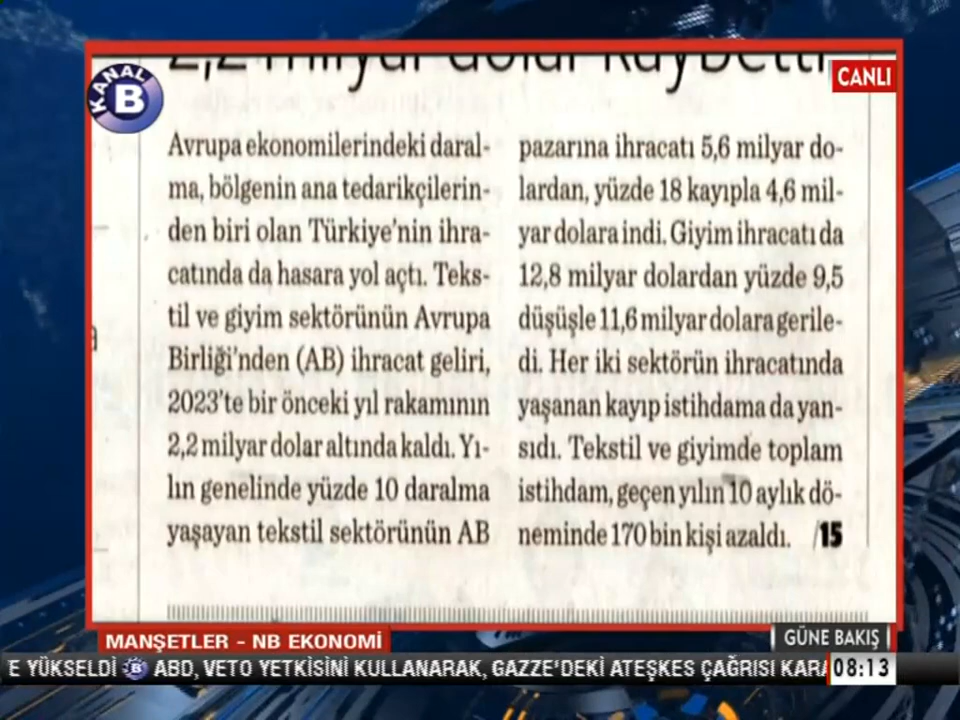 2,2 milyar dolar kaybetti
CANLI
KANAL B
Avrupa ekonomilerindeki daral-
ma, bölgenin ana tedarikçilerin-
den biri olan Türkiye'nin ihra-
catında da hasara yol açtı. Teks-
til ve giyim sektörünün Avrupa
Birliği'nden (AB) ihracat geliri,
2023'te bir önceki yıl rakamının
2,2 milyar dolar altında kaldı. Yı-
lın genelinde yüzde 10 daralma
yaşayan tekstil sektörünün AB
pazarına ihracatı 5,6 milyar do-
lardan, yüzde 18 kayıpla 4,6 mil-
yar dolara indi. Giyim ihracatı da
12,8 milyar dolardan yüzde 9,5
düşüşle 11,6 milyar dolara gerile-
di. Her iki sektörün ihracatında
yaşanan kayıp istihdama da yan-
sıdı. Tekstil ve giyimde toplam
istihdam, geçen yılın 10 aylık dö-
neminde 170 bin kişi azaldı. /15
MANŞETLER - NB EKONOMİ
GÜNE BAKIŞ
E YÜKSELDİ B ABD, VETO YETKİSİNİ KULLANARAK, GAZZE'DEKİ ATEŞKES ÇAĞRISI KARA
08:13